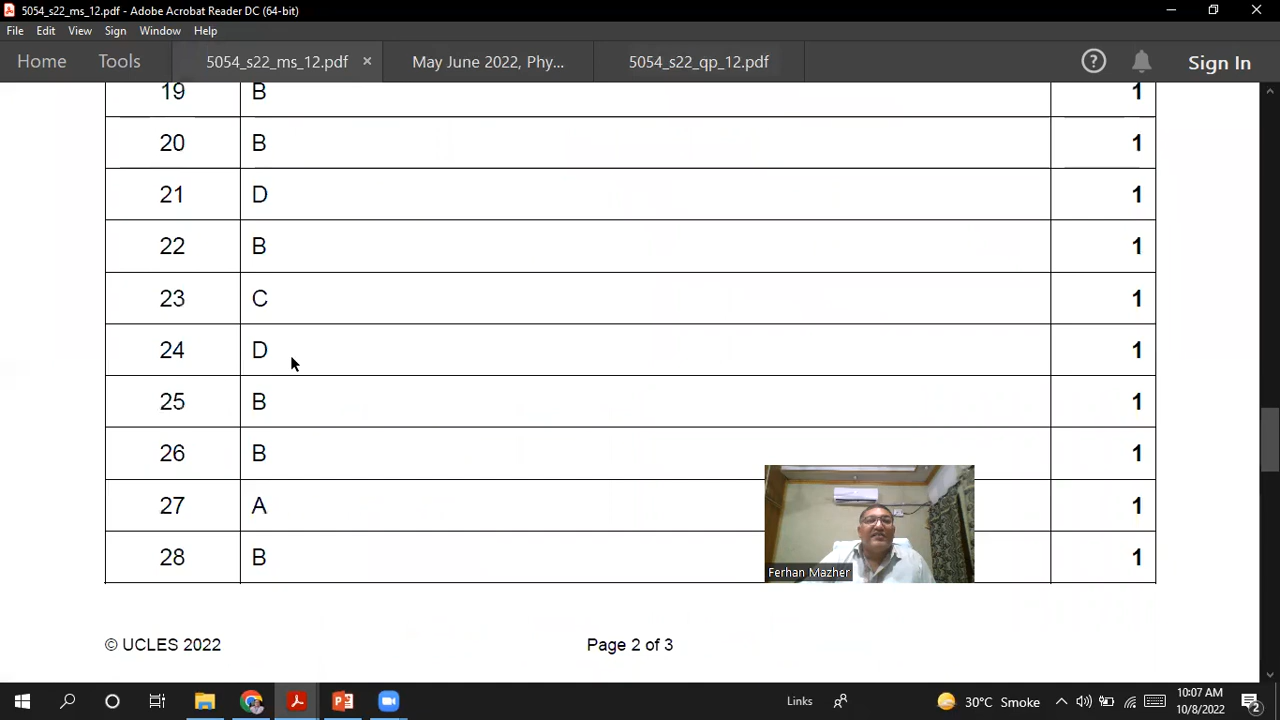 5054_s22_ms_12.pdf - Adobe Acrobat Reader DC (64-bit)
File Edit View Sign Window Help
Home Tools 5054_s22_ms_12.pdf × May June 2022, Phy... 5054_s22_qp_12.pdf ? Sign In
19 B 1
20 B 1
21 D 1
22 B 1
23 C 1
24 D 1
25 B 1
26 B 1
27 A 1
28 B 1
Ferhan Mazher
© UCLES 2022 Page 2 of 3
Links 30°C Smoke 10:07 AM
10/8/2022 2